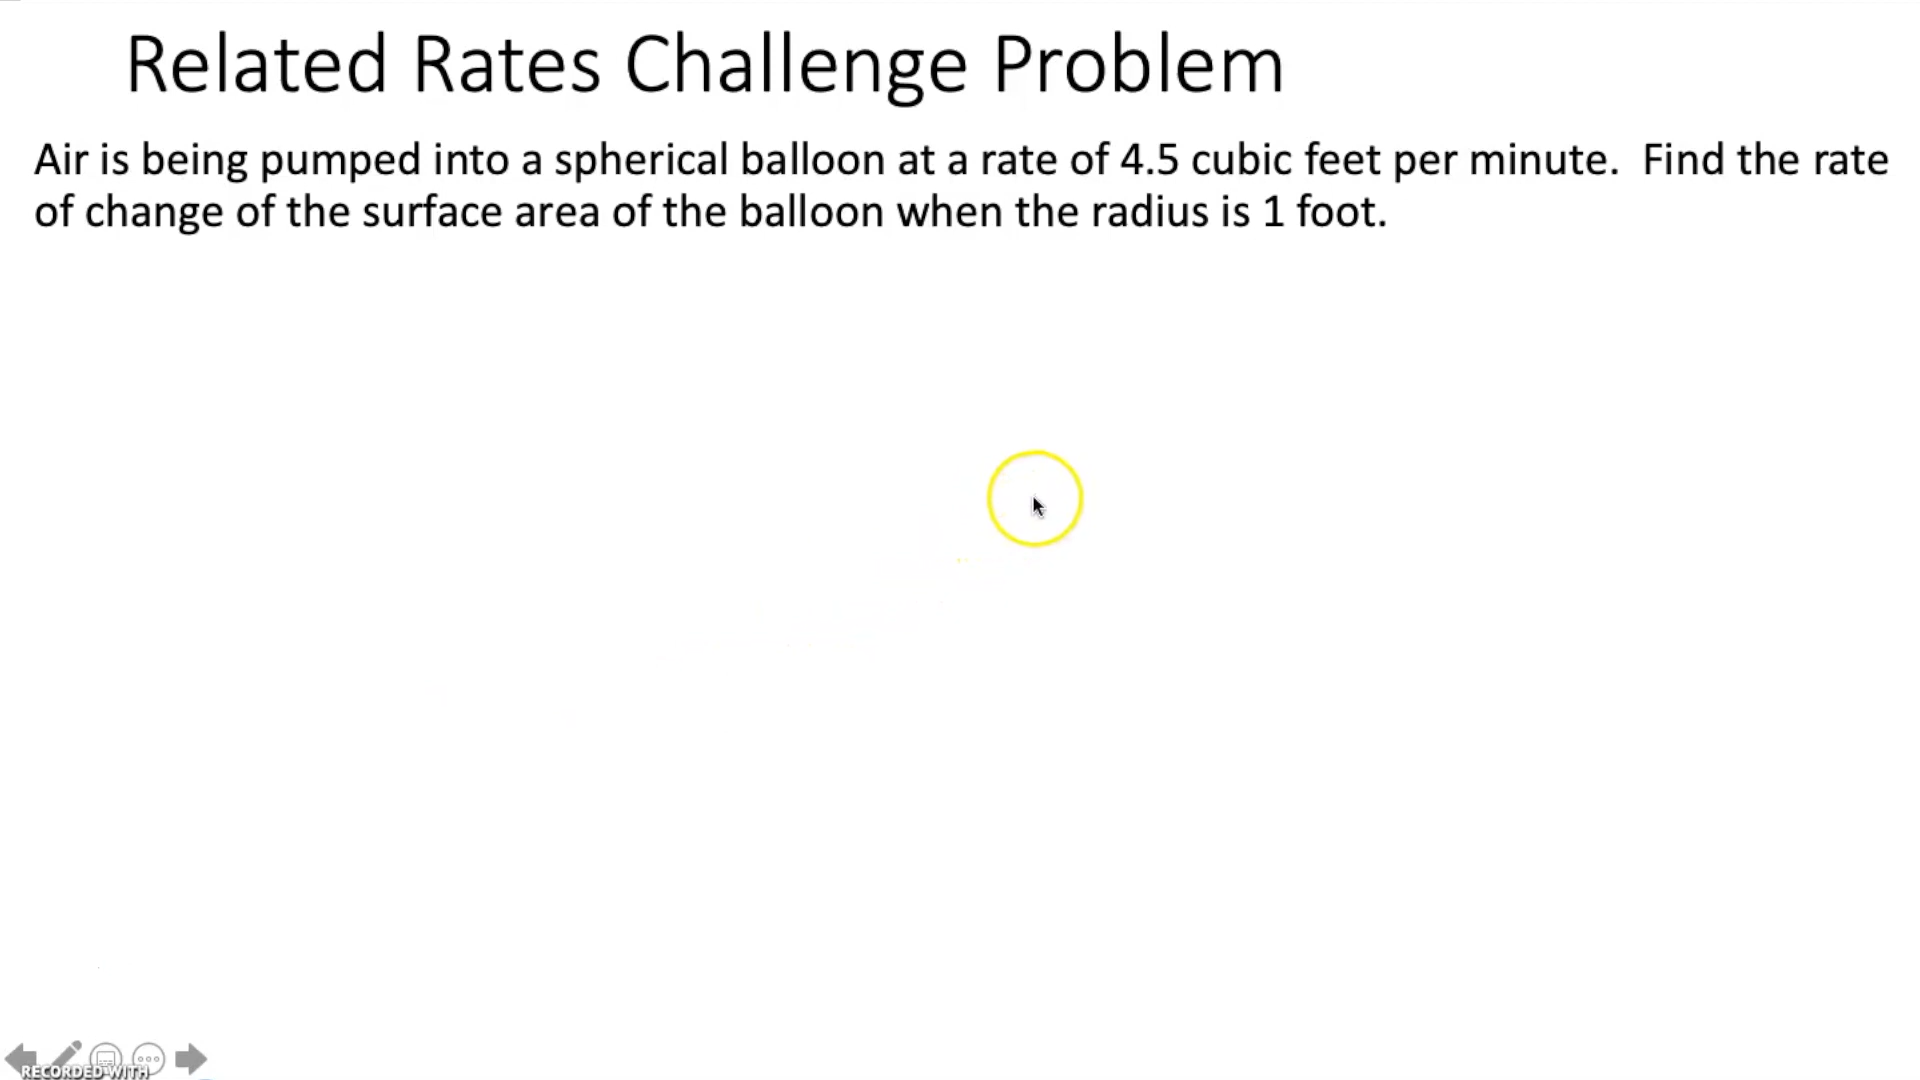 Related Rates Challenge Problem
Air is being pumped into a spherical balloon at a rate of 4.5 cubic feet per minute.  Find the rate
of change of the surface area of the balloon when the radius is 1 foot.
RECORDED WITH